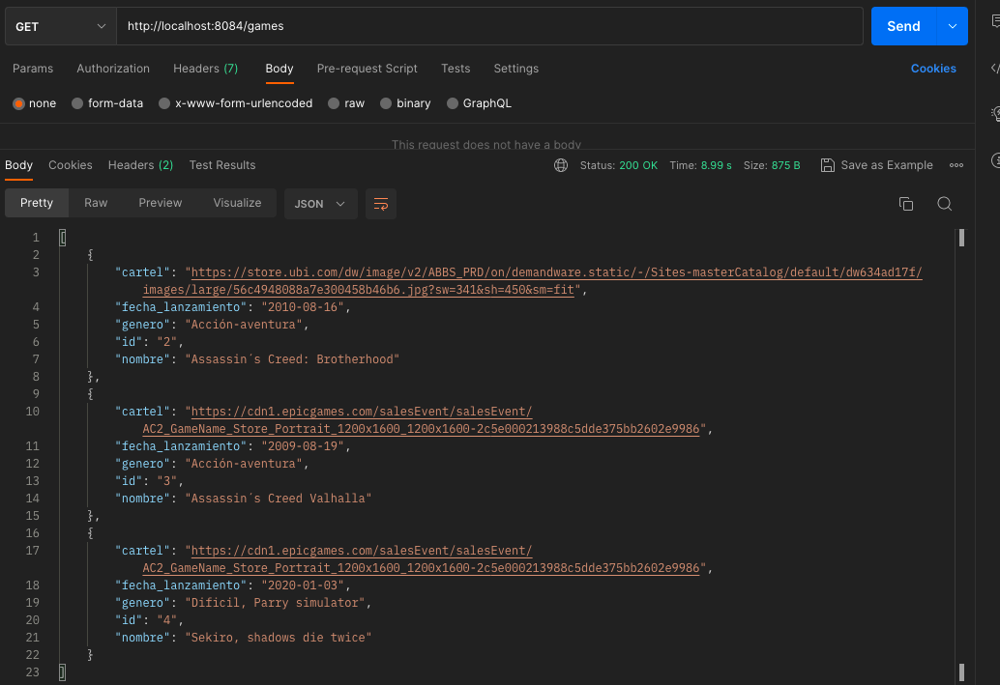 GET http://localhost:8084/games Send
Params Authorization Headers (7) Body Pre-request Script Tests Settings Cookies
none form-data x-www-form-urlencoded raw binary GraphQL
This request does not have a body
Body Cookies Headers (2) Test Results Status: 200 OK Time: 8.99 s Size: 875 B Save as Example
Pretty Raw Preview Visualize JSON
1 [
2 {
3 "cartel": "https://store.ubi.com/dw/image/v2/ABBS_PRD/on/demandware.static/-/Sites-masterCatalog/default/dw634ad17f/
images/large/56c4948088a7e300458b46b6.jpg?sw=341&sh=450&sm=fit",
4 "fecha_lanzamiento": "2010-08-16",
5 "genero": "Acción-aventura",
6 "id": "2",
7 "nombre": "Assassin´s Creed: Brotherhood"
8 },
9 {
10 "cartel": "https://cdn1.epicgames.com/salesEvent/salesEvent/
AC2_GameName_Store_Portrait_1200x1600_1200x1600-2c5e000213988c5dde375bb2602e9986",
11 "fecha_lanzamiento": "2009-08-19",
12 "genero": "Acción-aventura",
13 "id": "3",
14 "nombre": "Assassin´s Creed Valhalla"
15 },
16 {
17 "cartel": "https://cdn1.epicgames.com/salesEvent/salesEvent/
AC2_GameName_Store_Portrait_1200x1600_1200x1600-2c5e000213988c5dde375bb2602e9986",
18 "fecha_lanzamiento": "2020-01-03",
19 "genero": "Dificil, Parry simulator",
20 "id": "4",
21 "nombre": "Sekiro, shadows die twice"
22 }
23 ]